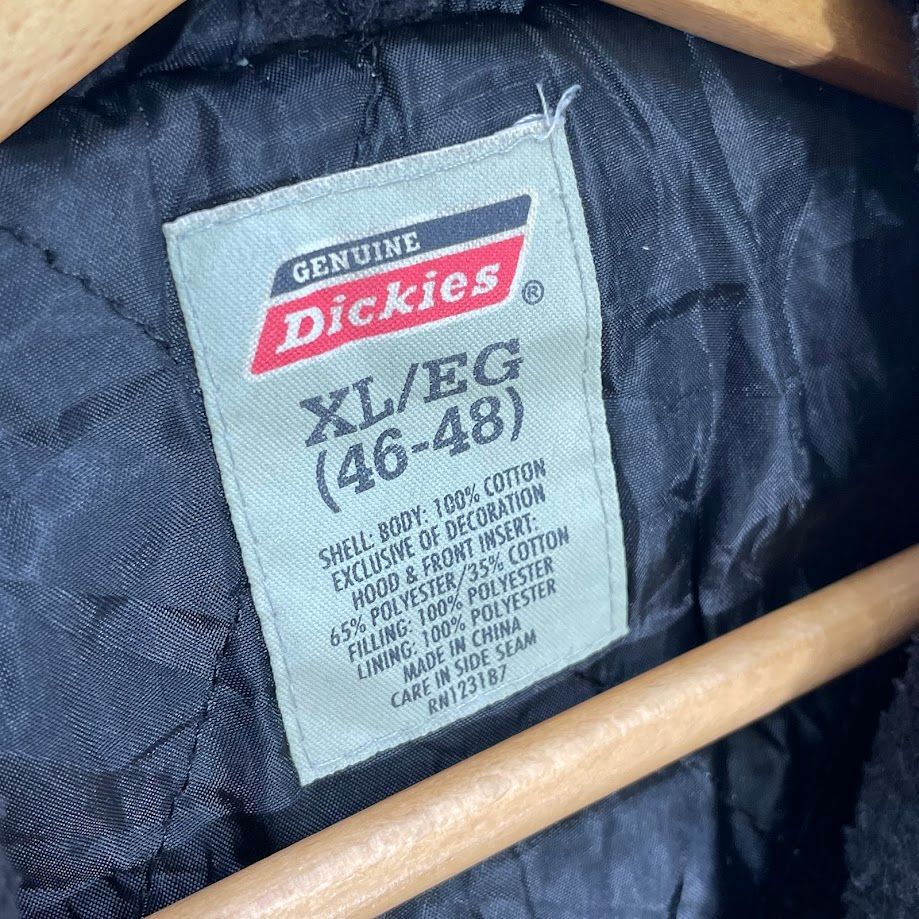 GENUINE
Dickies®
XL/EG
(46-48)
SHELL: BODY: 100% COTTON
EXCLUSIVE OF DECORATION
HOOD & FRONT INSERT:
65% POLYESTER/35% COTTON
FILLING: 100% POLYESTER
LINING: 100% POLYESTER
MADE IN CHINA
CARE IN SIDE SEAM
RN123187